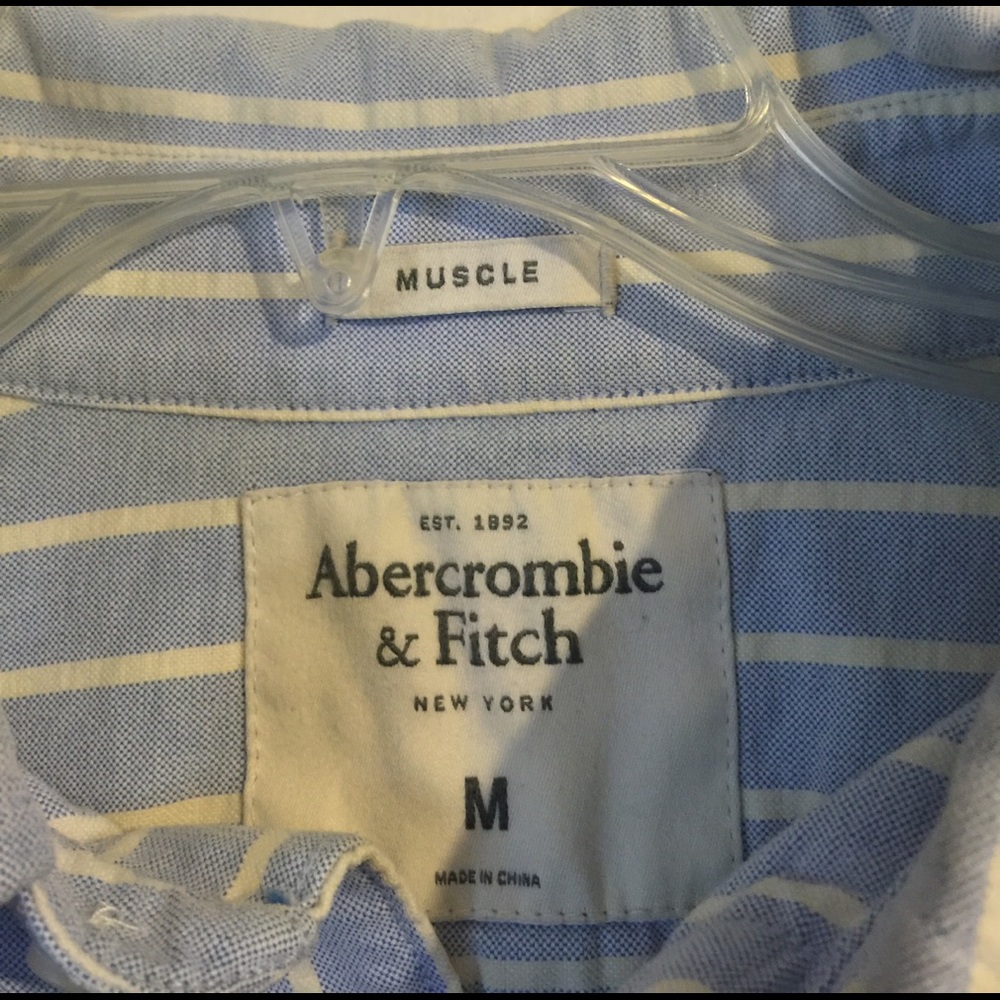 MUSCLE
EST. 1892
Abercrombie
& Fitch
NEW YORK
M
MADE IN CHINA